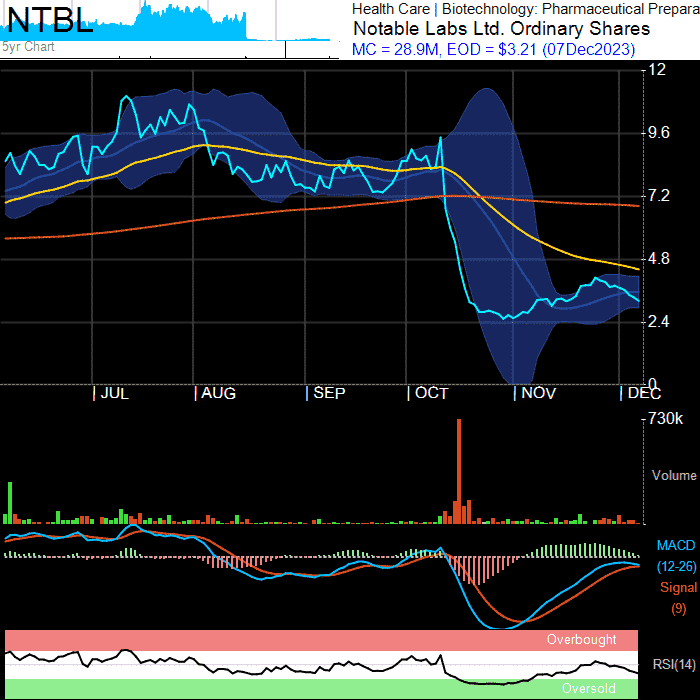 NTBL
5yr Chart
Health Care | Biotechnology: Pharmaceutical Prepara
Notable Labs Ltd. Ordinary Shares
MC = 28.9M, EOD = $3.21 (07Dec2023)
12
9.6
7.2
4.8
2.4
0
JUL
AUG
SEP
OCT
NOV
DEC
730k
Volume
MACD
(12-26)
Signal
(9)
Overbought
RSI(14)
Oversold